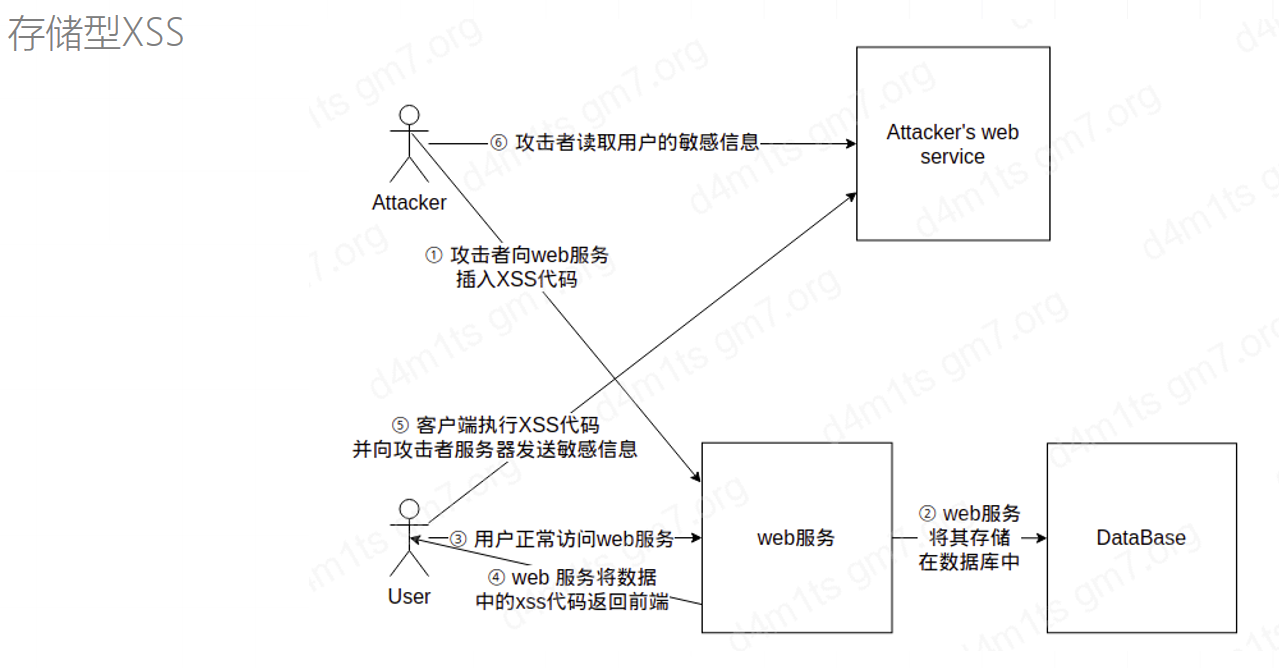 存储型XSS
⑥ 攻击者读取用户的敏感信息
Attacker's web
service
Attacker
① 攻击者向web服务
插入XSS代码
⑤ 客户端执行XSS代码
并向攻击者服务器发送敏感信息
③ 用户正常访问web服务
web服务
② web服务
将其存储
在数据库中
DataBase
④ web 服务将数据
中的xss代码返回前端
User
d4m1ts gm7.org